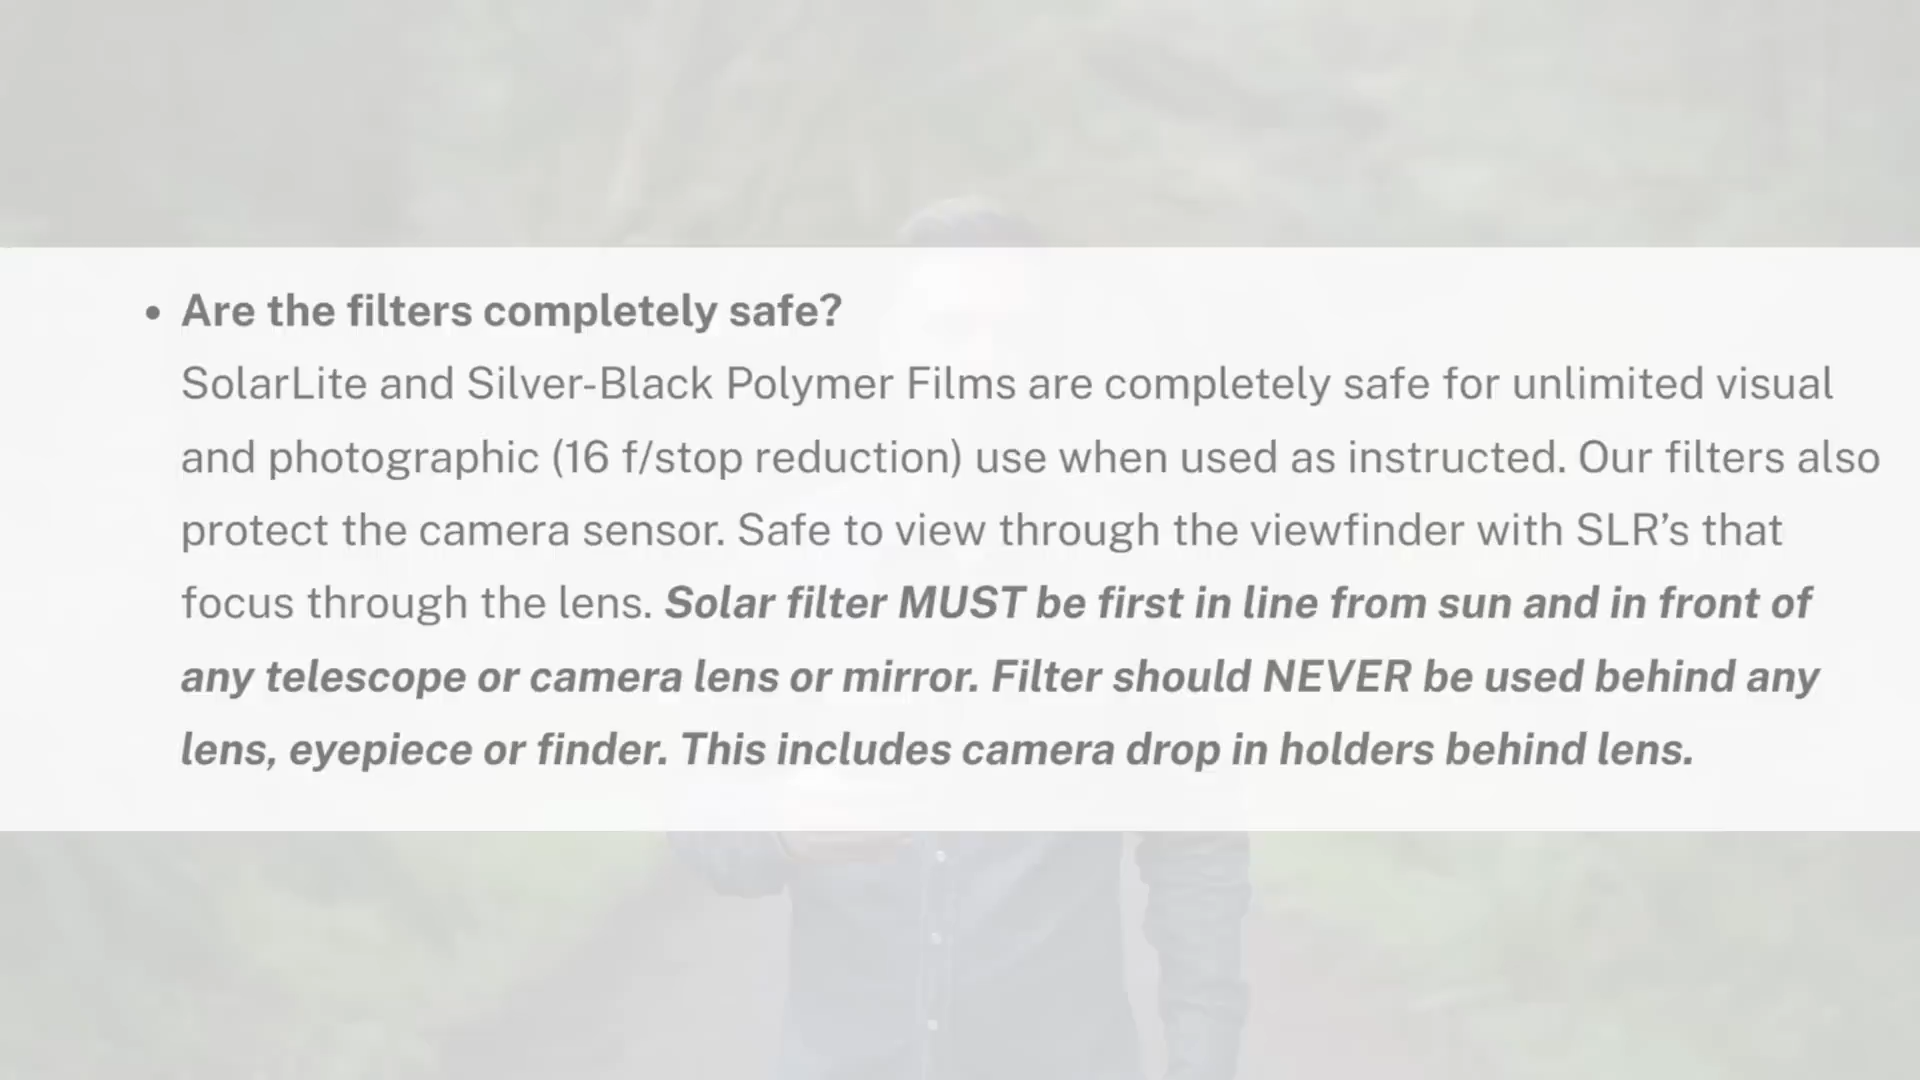 • Are the filters completely safe?
SolarLite and Silver-Black Polymer Films are completely safe for unlimited visual
and photographic (16 f/stop reduction) use when used as instructed. Our filters also
protect the camera sensor. Safe to view through the viewfinder with SLR’s that
focus through the lens. Solar filter MUST be first in line from sun and in front of
any telescope or camera lens or mirror. Filter should NEVER be used behind any
lens, eyepiece or finder. This includes camera drop in holders behind lens.